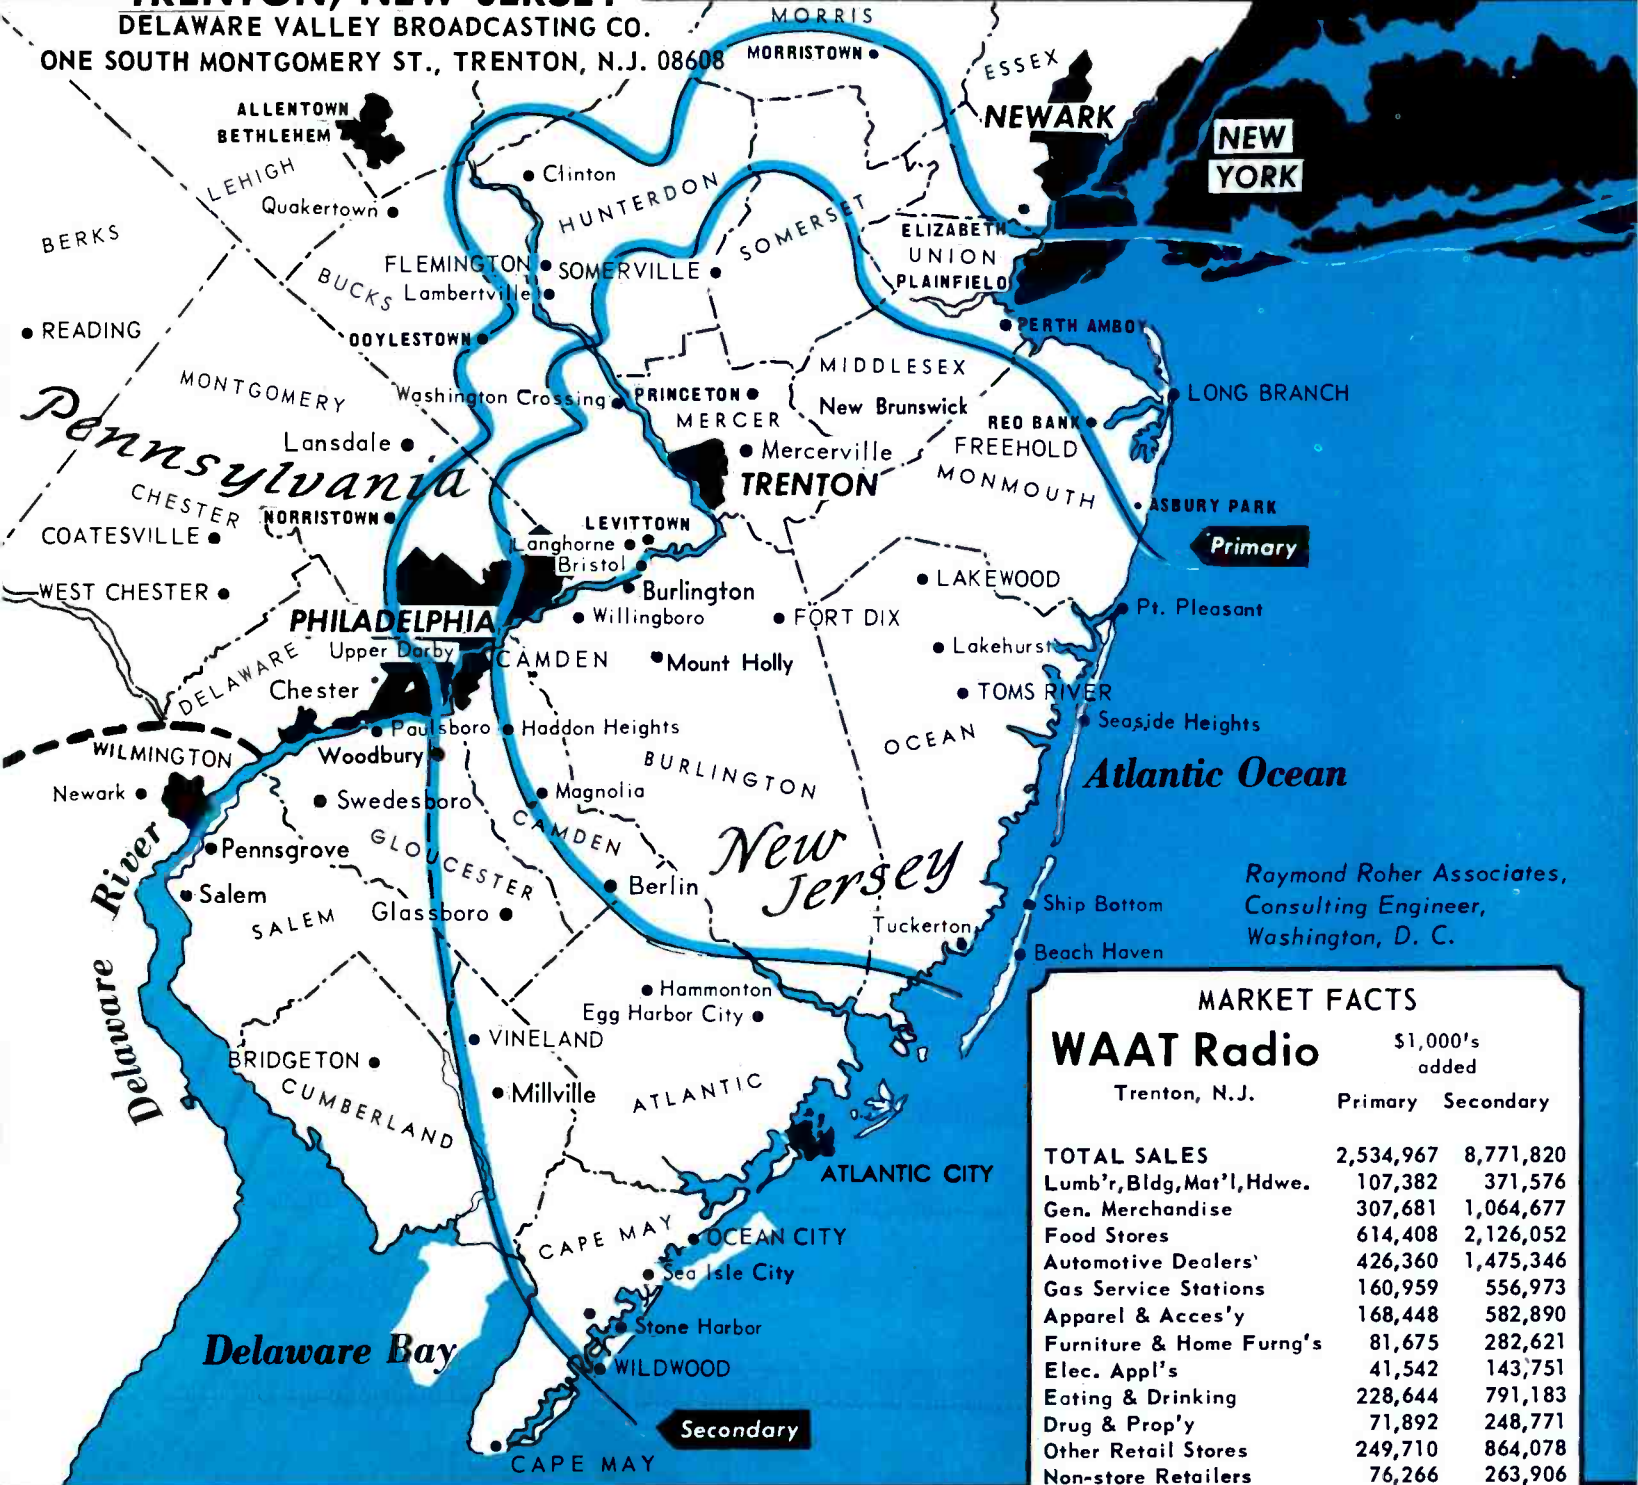 TRENTON, NEW JERSEY
DELAWARE VALLEY BROADCASTING CO.
ONE SOUTH MONTGOMERY ST., TRENTON, N.J. 08608
MORRIS
MORRISTOWN
ESSEX
NEWARK
NEW
YORK
ALLENTOWN
BETHLEHEM
LEHIGH
Clinton
Quakertown
HUNTERDON
SOMERSET
BERKS
ELIZABETH
UNION
PLAINFIELD
FLEMINGTON
SOMERVILLE
BUCKS
Lambertville
READING
DOYLESTOWN
PERTH AMBOY
MIDDLESEX
MONTGOMERY
Washington Crossing
PRINCETON
LONG BRANCH
New Brunswick
MERCER
RED BANK
Pennsylvania
Lansdale
Mercerville
FREEHOLD
TRENTON
MONMOUTH
CHESTER
NORRISTOWN
ASBURY PARK
LEVITTOWN
COATESVILLE
Langhorne
Primary
Bristol
LAKEWOOD
WEST CHESTER
Burlington
Pt. Pleasant
PHILADELPHIA
Willingboro
FORT DIX
Upper Darby
CAMDEN
Mount Holly
Lakehurst
DELAWARE
Chester
TOMS RIVER
Paulsboro
Haddon Heights
Seaside Heights
WILMINGTON
Woodbury
OCEAN
BURLINGTON
Atlantic Ocean
Newark
Swedesboro
Magnolia
CAMDEN
Pennsgrove
GLOUCESTER
New
Jersey
Delaware River
Salem
Berlin
SALEM
Glassboro
Tuckerton
Ship Bottom
Beach Haven
Raymond Roher Associates,
Consulting Engineer,
Washington, D. C.
Hammonton
Egg Harbor City
VINELAND
BRIDGETON
Millville
CUMBERLAND
ATLANTIC
Delaware
ATLANTIC CITY
CAPE MAY
OCEAN CITY
Sea Isle City
Stone Harbor
Delaware Bay
WILDWOOD
Secondary
CAPE MAY
MARKET FACTS
WAAT Radio $1,000's
added
Trenton, N.J. Primary Secondary
TOTAL SALES 2,534,967 8,771,820
Lumb'r,Bldg,Mat'l,Hdwe. 107,382 371,576
Gen. Merchandise 307,681 1,064,677
Food Stores 614,408 2,126,052
Automotive Dealers' 426,360 1,475,346
Gas Service Stations 160,959 556,973
Apparel & Acces'y 168,448 582,890
Furniture & Home Furng's 81,675 282,621
Elec. Appl's 41,542 143,751
Eating & Drinking 228,644 791,183
Drug & Prop'y 71,892 248,771
Other Retail Stores 249,710 864,078
Non-store Retailers 76,266 263,906